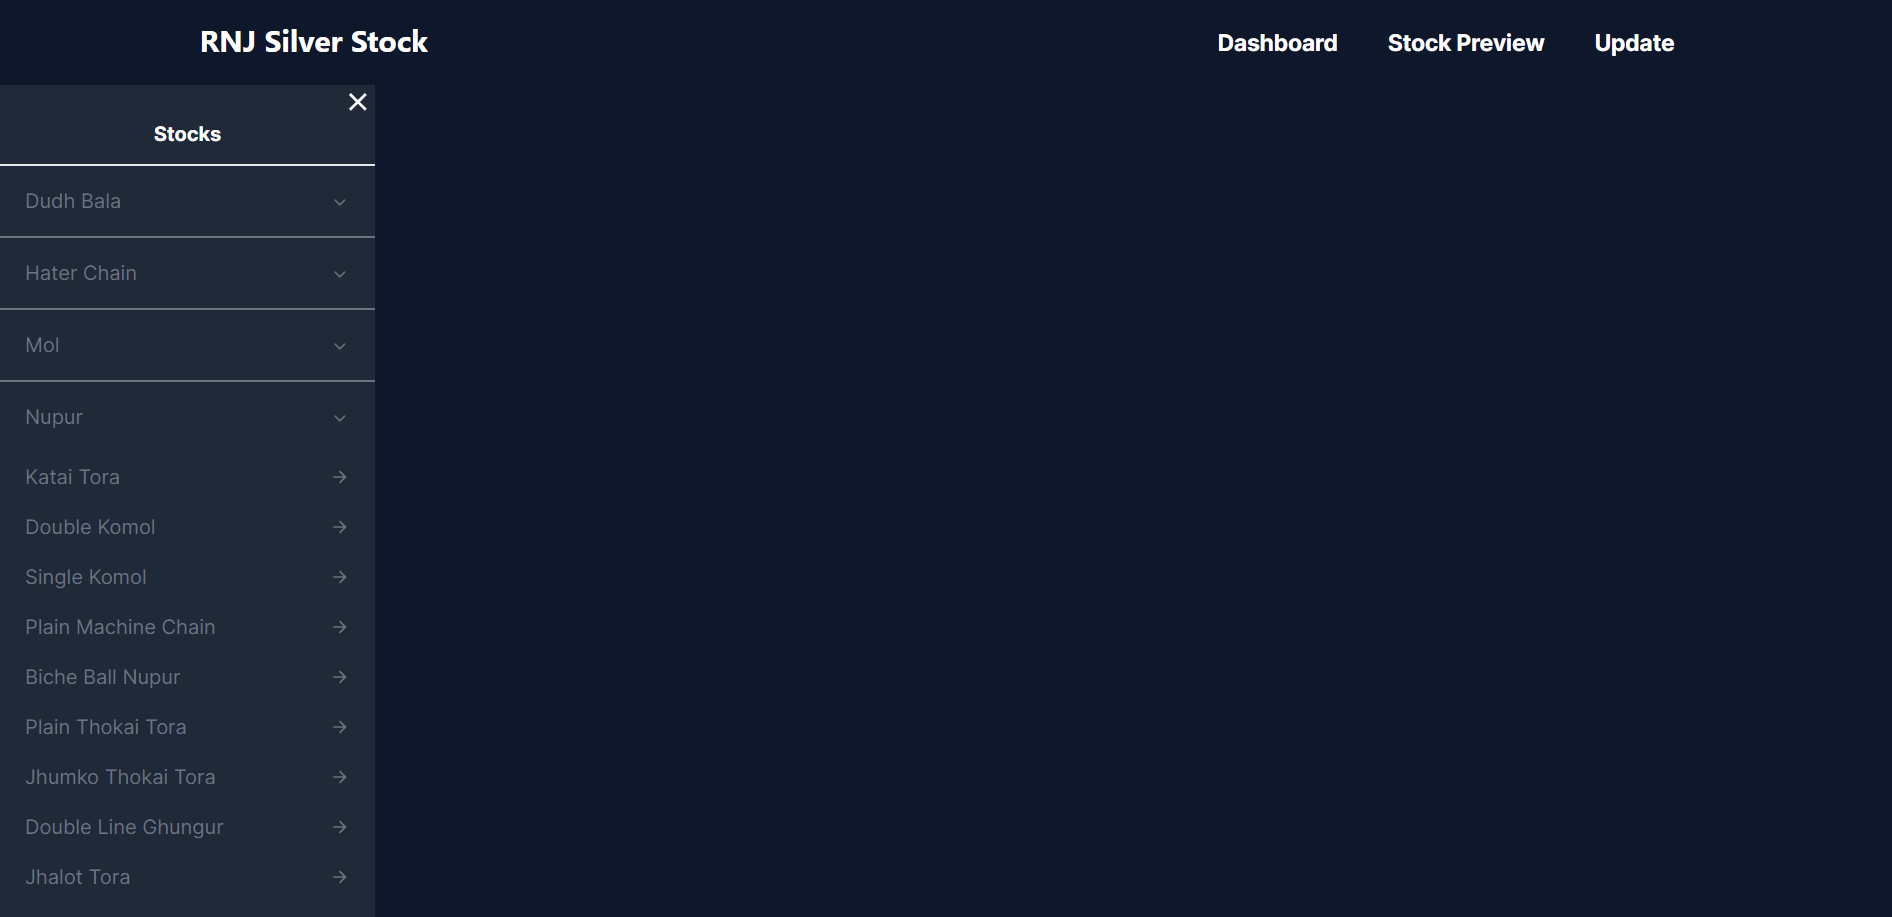 RNJ Silver Stock
Dashboard Stock Preview Update
Stocks
Dudh Bala
Hater Chain
Mol
Nupur
Katai Tora
Double Komol
Single Komol
Plain Machine Chain
Biche Ball Nupur
Plain Thokai Tora
Jhumko Thokai Tora
Double Line Ghungur
Jhalot Tora